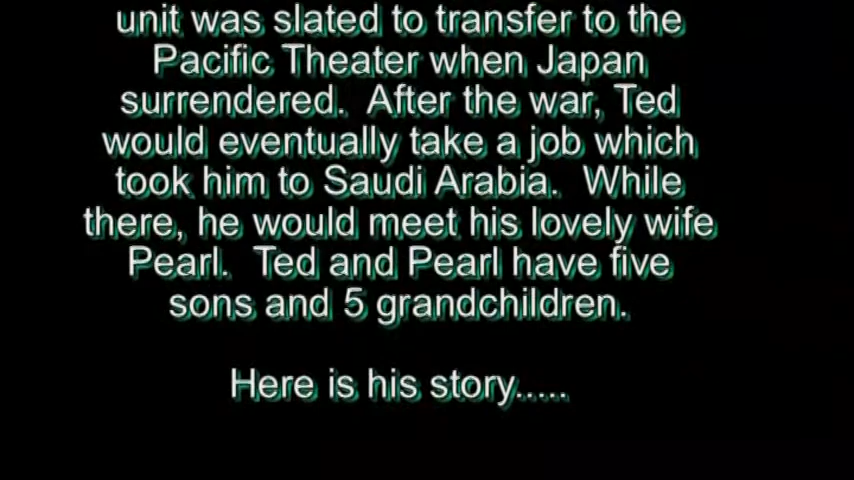 unit was slated to transfer to the
Pacific Theater when Japan
surrendered.  After the war, Ted
would eventually take a job which
took him to Saudi Arabia.  While
there, he would meet his lovely wife
Pearl.  Ted and Pearl have five
sons and 5 grandchildren.
Here is his story.....